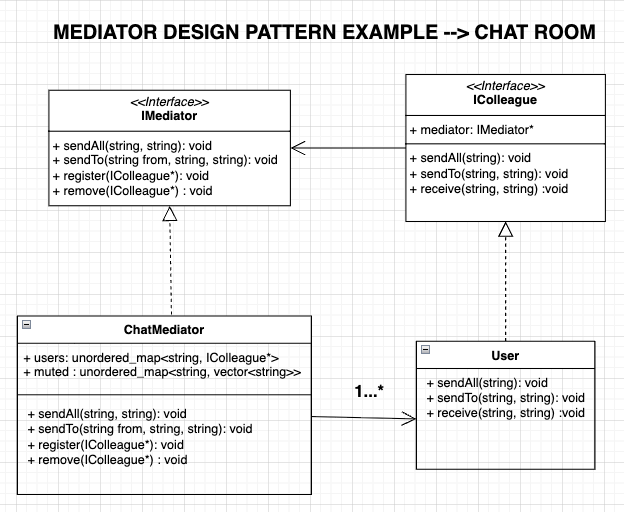 MEDIATOR DESIGN PATTERN EXAMPLE --> CHAT ROOM
<<Interface>>
IMediator
+ sendAll(string, string): void
+ sendTo(string from, string, string): void
+ register(IColleague*): void
+ remove(IColleague*) : void
<<Interface>>
IColleague
+ mediator: IMediator*
+ sendAll(string): void
+ sendTo(string, string): void
+ receive(string, string) :void
ChatMediator
+ users: unordered_map<string, IColleague*>
+ muted : unordered_map<string, vector<string>>
+ sendAll(string, string): void
+ sendTo(string from, string, string): void
+ register(IColleague*): void
+ remove(IColleague*) : void
1...*
User
+ sendAll(string): void
+ sendTo(string, string): void
+ receive(string, string) :void